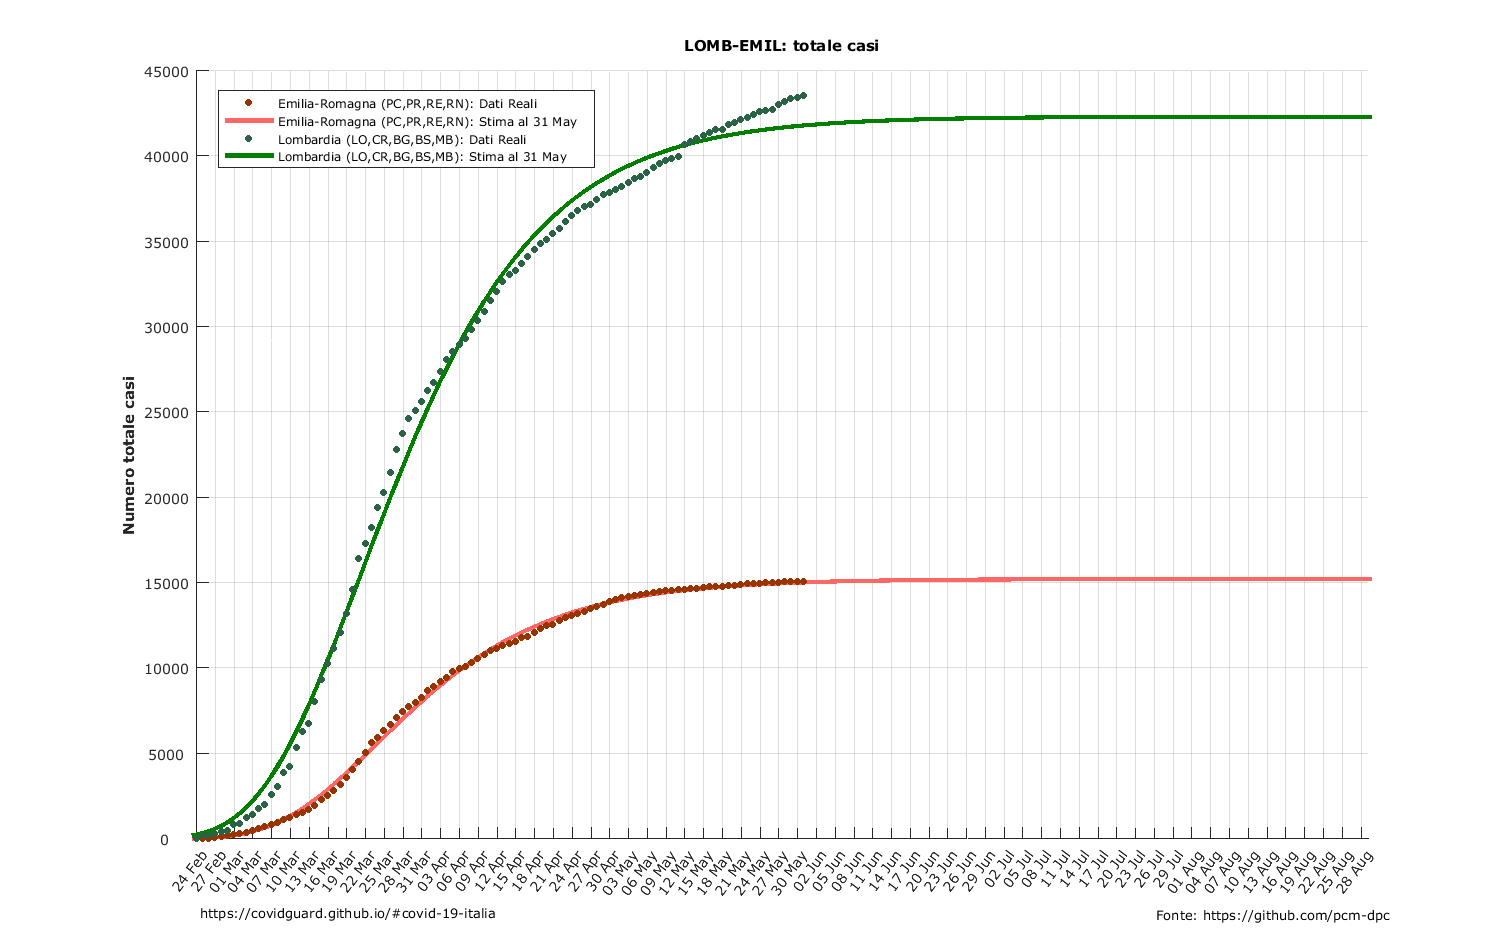 LOMB-EMIL: totale casi
Emilia-Romagna (PC,PR,RE,RN): Dati Reali
Emilia-Romagna (PC,PR,RE,RN): Stima al 31 May
Lombardia (LO,CR,BG,BS,MB): Dati Reali
Lombardia (LO,CR,BG,BS,MB): Stima al 31 May
Numero totale casi
45000
40000
35000
30000
25000
20000
15000
10000
5000
0
24 Feb
27 Feb
01 Mar
04 Mar
07 Mar
10 Mar
13 Mar
16 Mar
19 Mar
22 Mar
25 Mar
28 Mar
31 Mar
03 Apr
06 Apr
09 Apr
12 Apr
15 Apr
18 Apr
21 Apr
24 Apr
27 Apr
30 Apr
03 May
06 May
09 May
12 May
15 May
18 May
21 May
24 May
27 May
30 May
02 Jun
05 Jun
08 Jun
11 Jun
14 Jun
17 Jun
20 Jun
23 Jun
26 Jun
29 Jun
02 Jul
05 Jul
08 Jul
11 Jul
14 Jul
17 Jul
20 Jul
23 Jul
26 Jul
29 Jul
01 Aug
04 Aug
07 Aug
10 Aug
13 Aug
16 Aug
19 Aug
22 Aug
25 Aug
28 Aug
https://covidguard.github.io/#covid-19-italia
Fonte: https://github.com/pcm-dpc